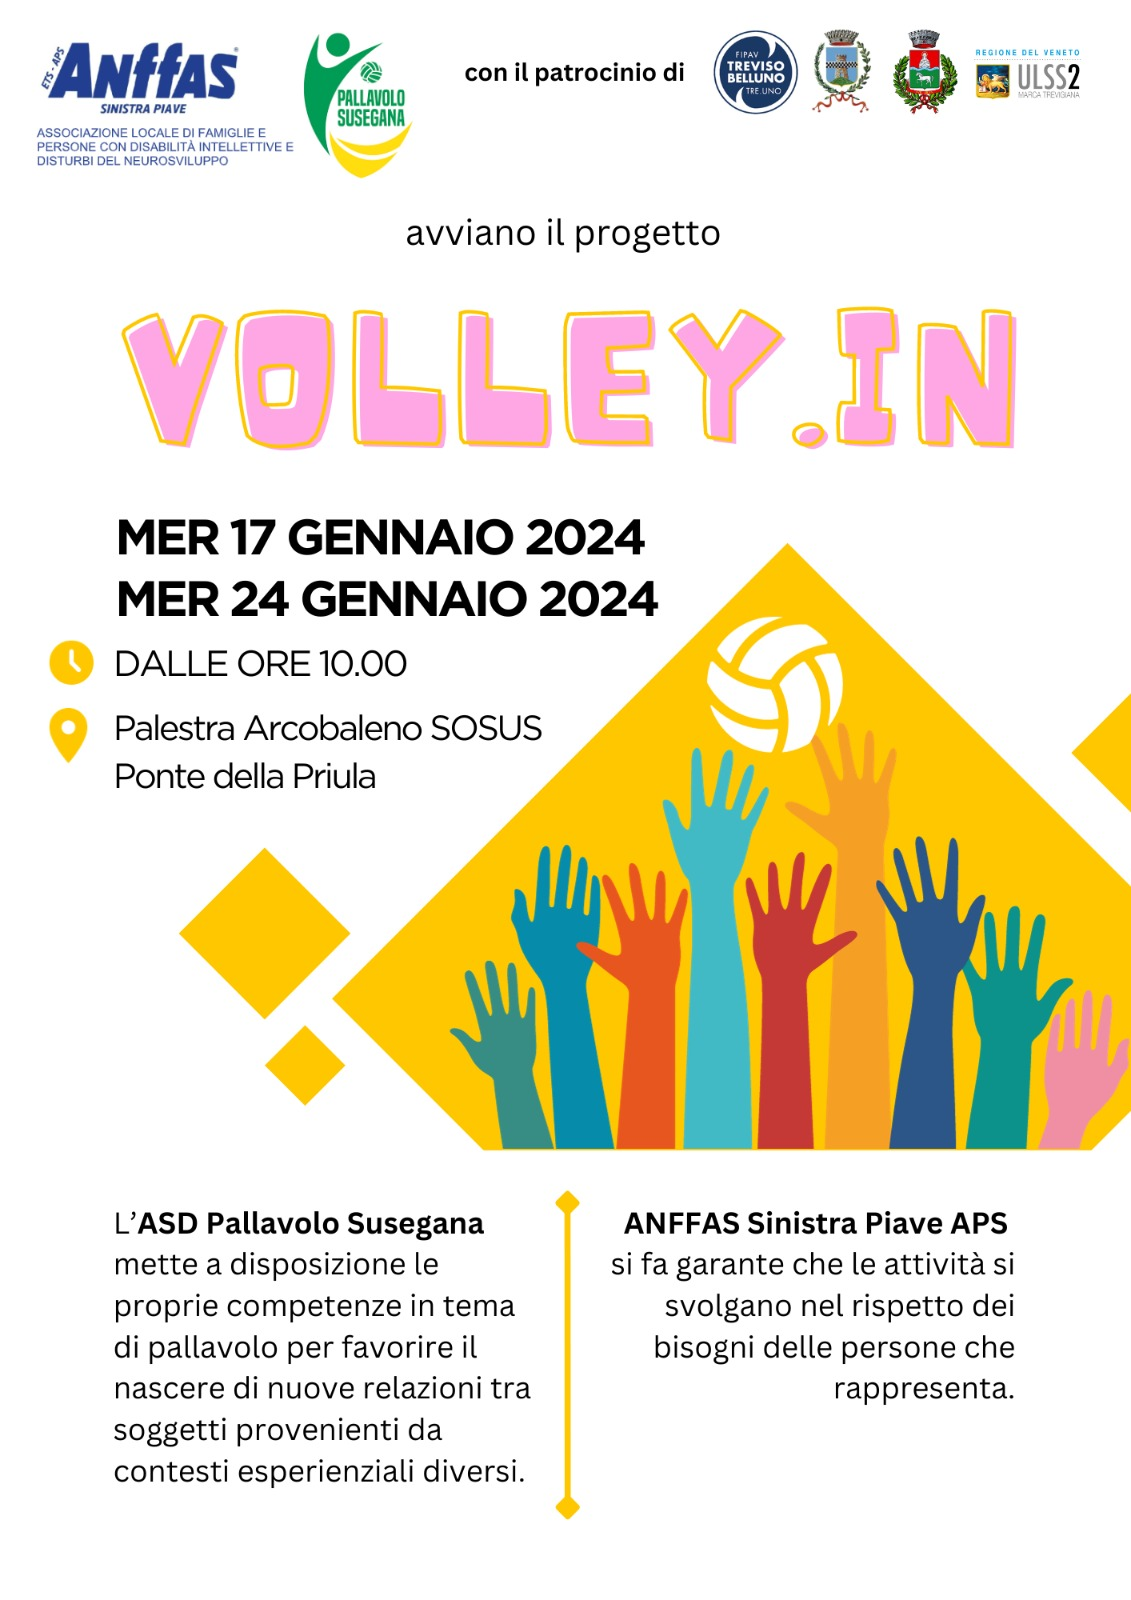 ETS - APS
ANffAS®
SINISTRA PIAVE
ASSOCIAZIONE LOCALE DI FAMIGLIE E
PERSONE CON DISABILITÀ INTELLETTIVE E
DISTURBI DEL NEUROSVILUPPO
PALLAVOLO
SUSEGANA
con il patrocinio di
FIPAV
TREVISO
BELLUNO
TRE.UNO
REGIONE DEL VENETO
ULSS2
MARCA TREVIGIANA
avviano il progetto
VOLLEY.IN
MER 17 GENNAIO 2024
MER 24 GENNAIO 2024
DALLE ORE 10.00
Palestra Arcobaleno SOSUS
Ponte della Priula
L’ASD Pallavolo Susegana
mette a disposizione le
proprie competenze in tema
di pallavolo per favorire il
nascere di nuove relazioni tra
soggetti provenienti da
contesti esperienziali diversi.
ANFFAS Sinistra Piave APS
si fa garante che le attività si
svolgano nel rispetto dei
bisogni delle persone che
rappresenta.